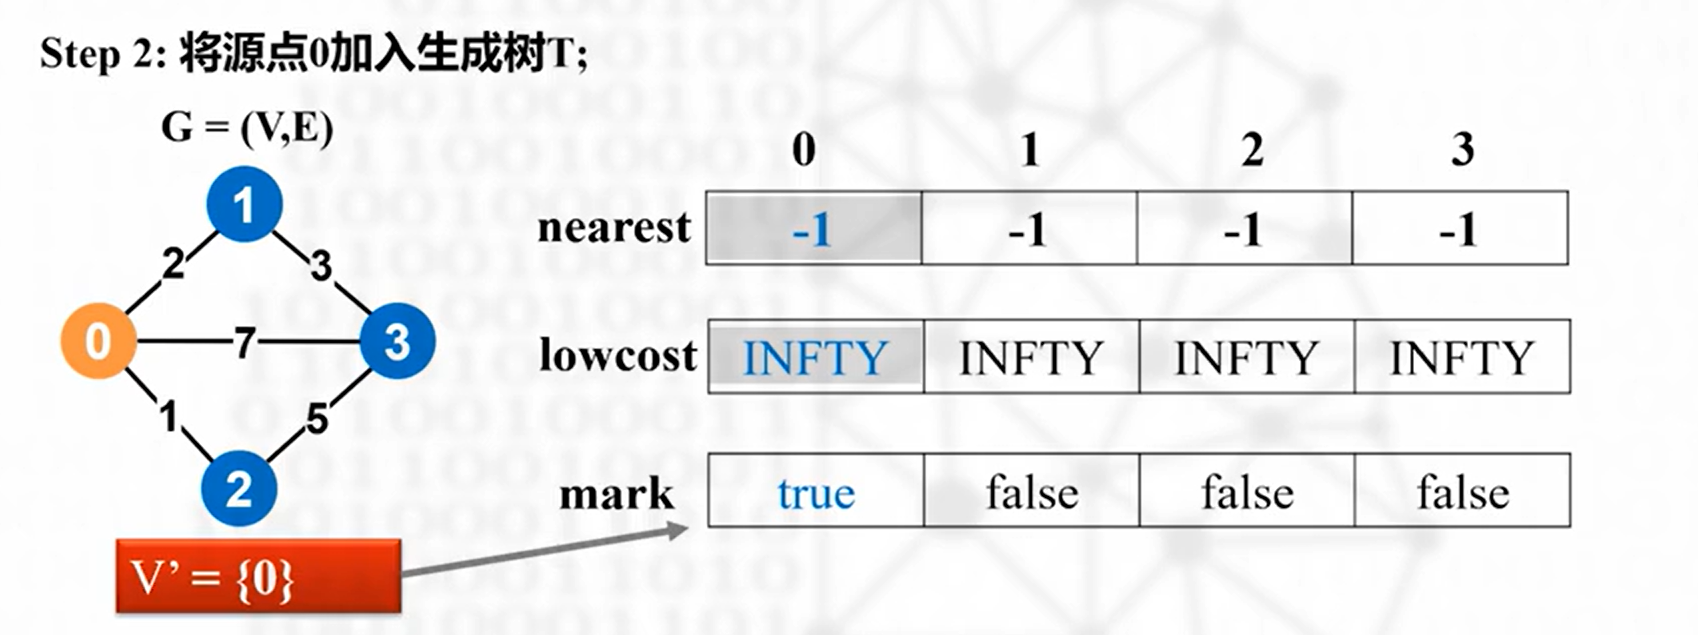 Step 2: 将源点0加入生成树T;
G = (V,E)
1
2
3
0
7
3
1
5
2
V’ = {0}
0 1 2 3
nearest -1 -1 -1 -1
lowcost INFTY INFTY INFTY INFTY
mark true false false false